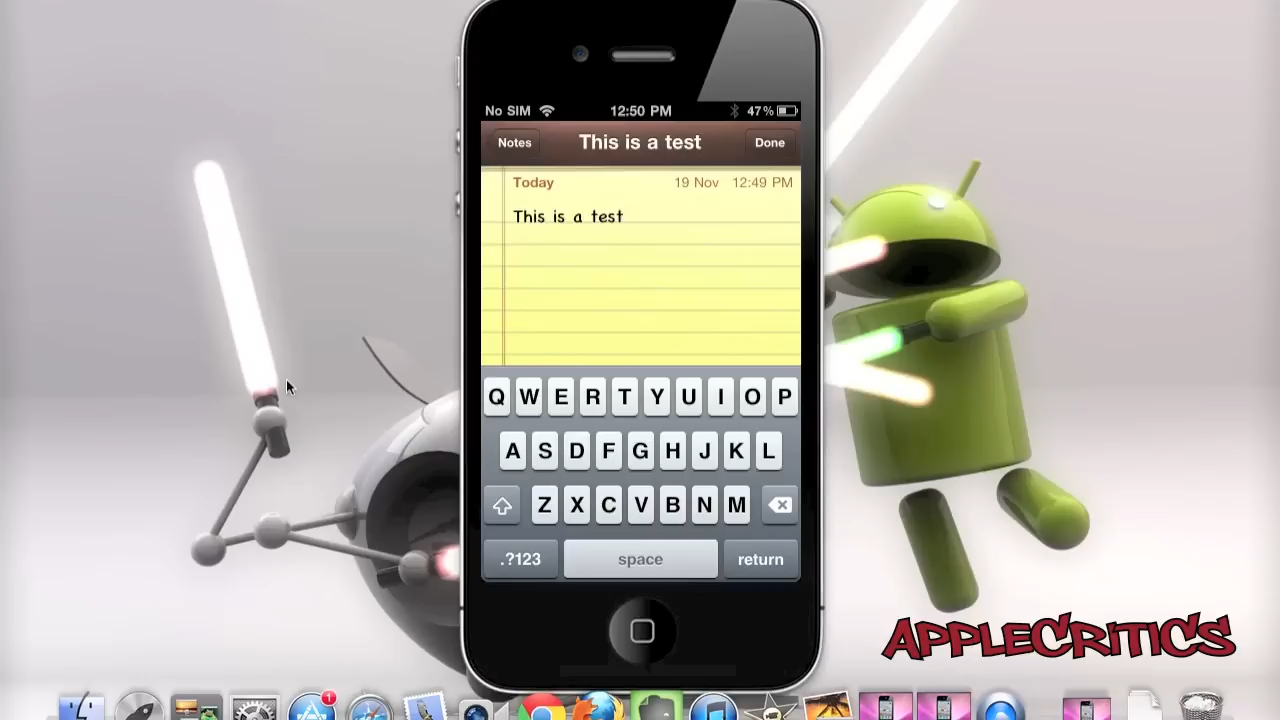 No SIM 12:50 PM 47%
Notes This is a test Done
Today 19 Nov 12:49 PM
This is a test
Q W E R T Y U I O P
A S D F G H J K L
Z X C V B N M
.?123 space return
APPLECRITICS
1